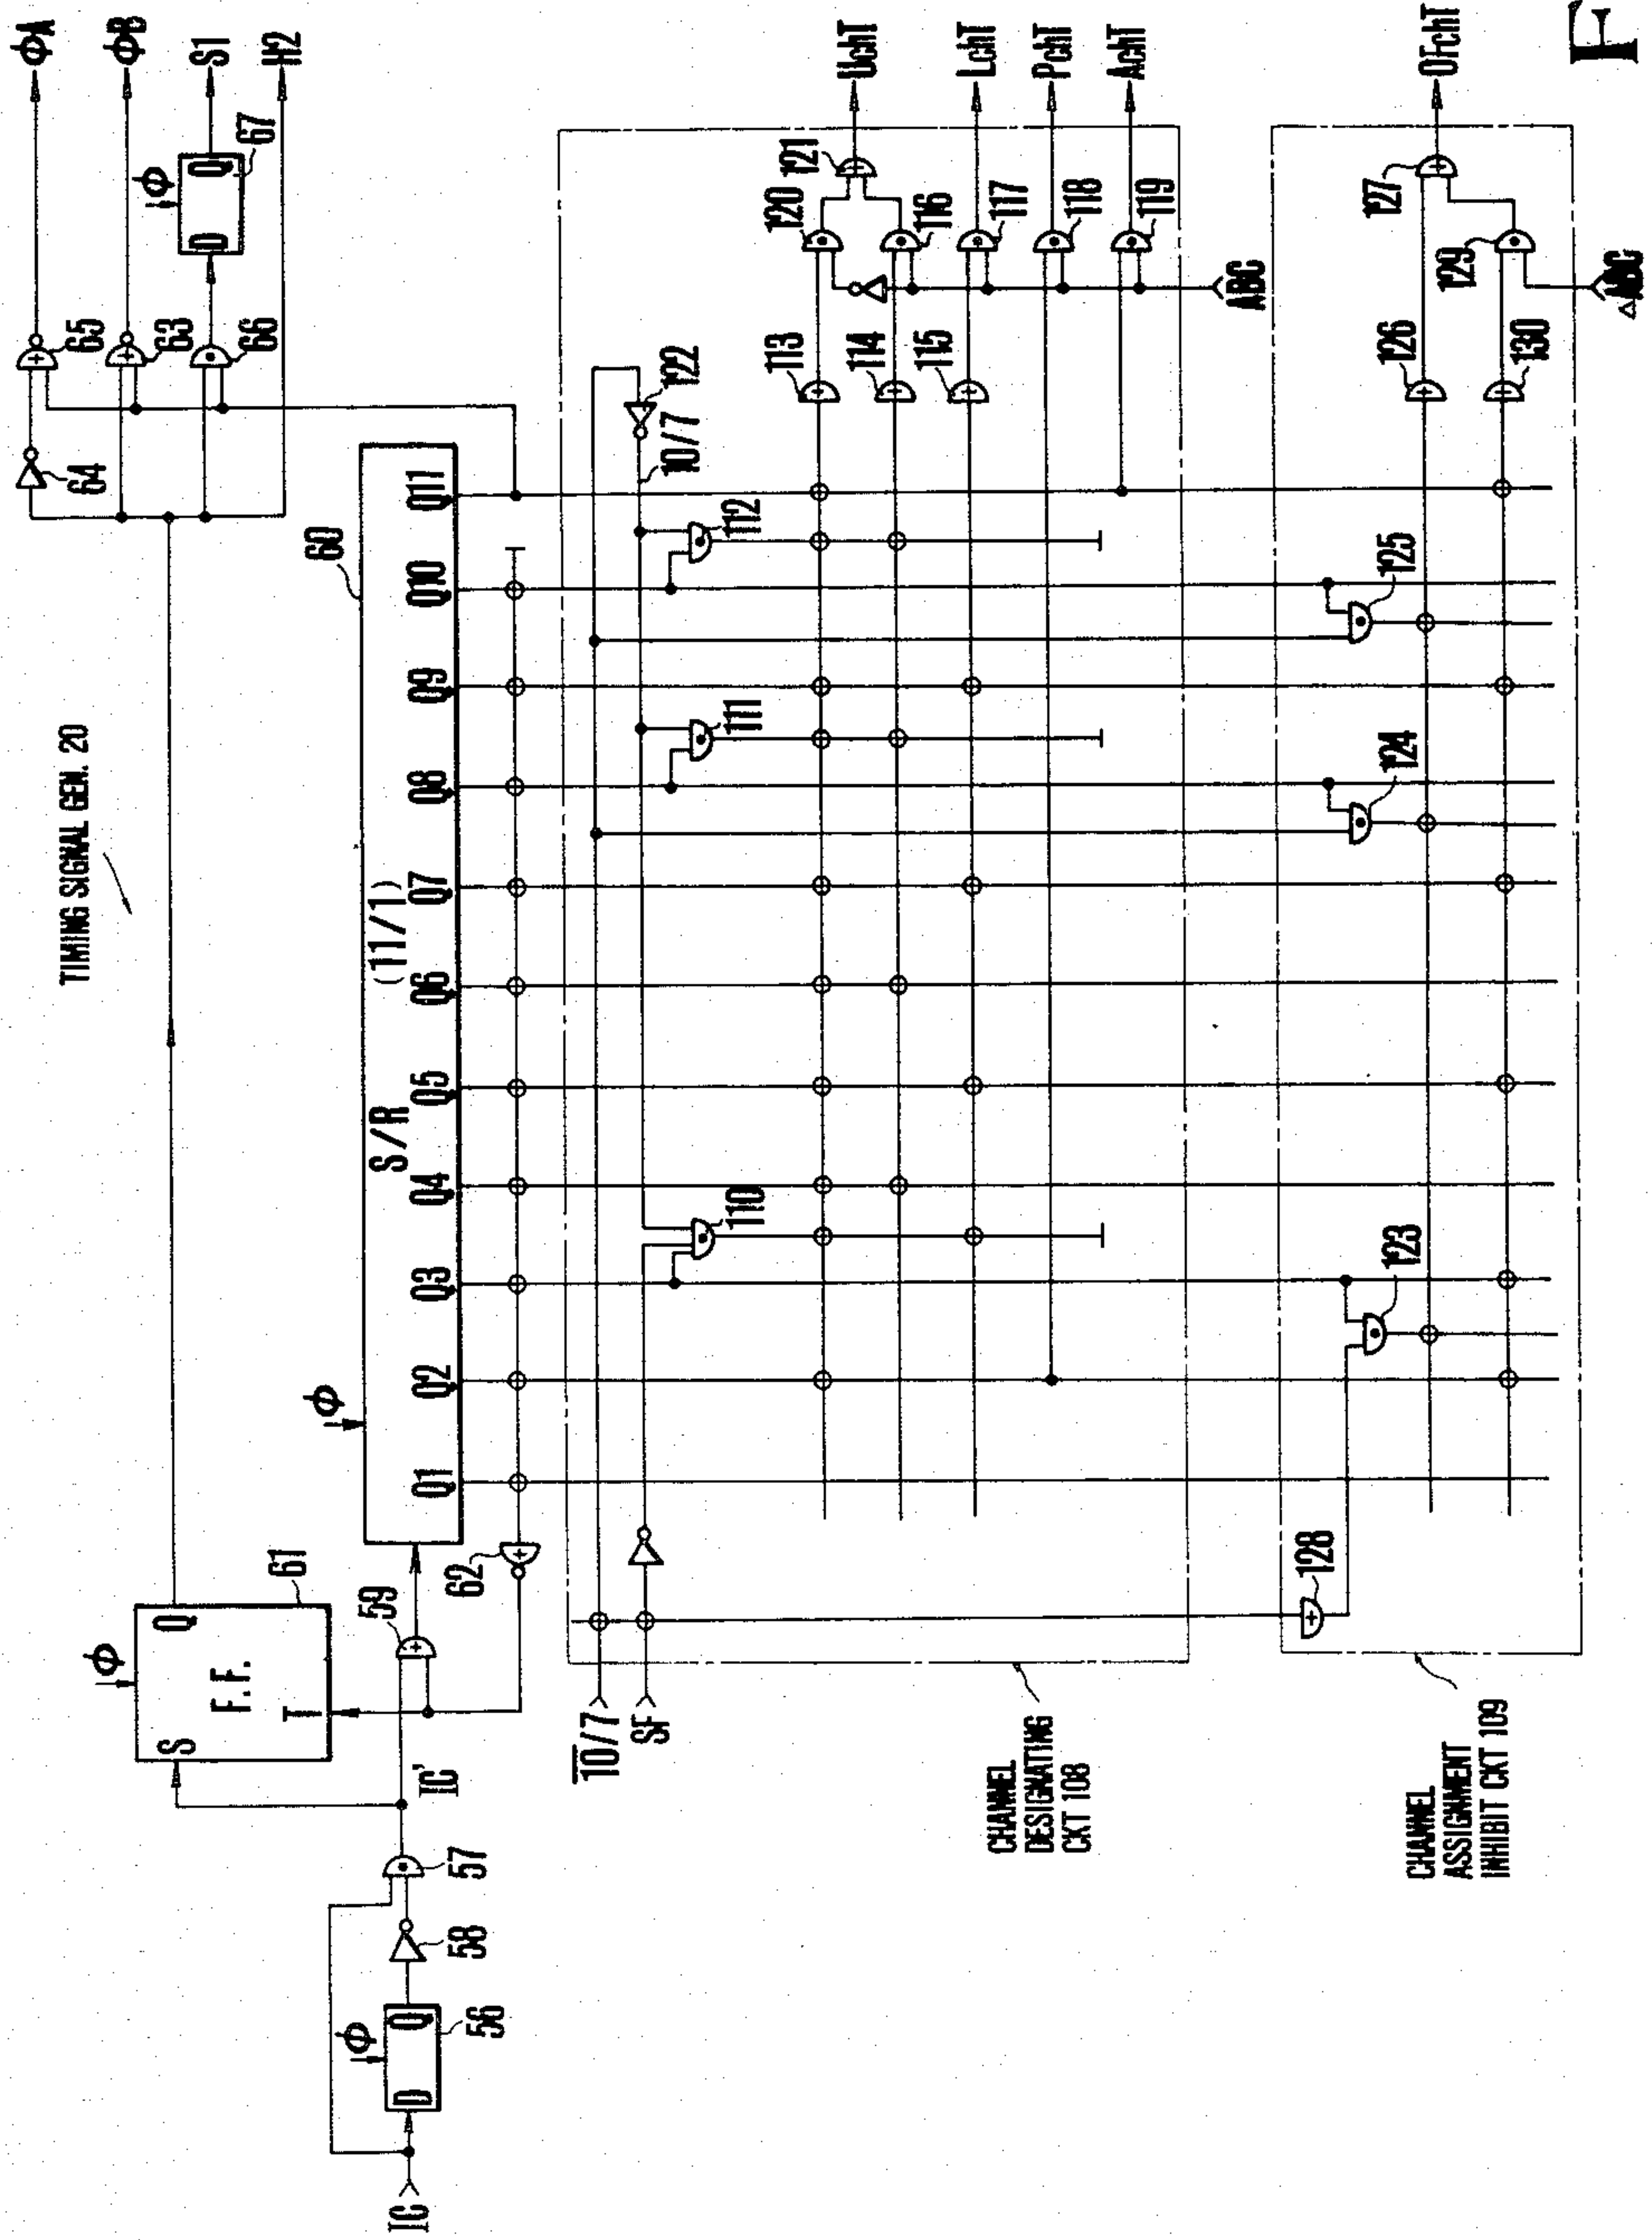 TIMING SIGNAL GEN. 20
ϕA
ϕB
S1
H2
65
63
66
64
ϕ
D
Q
67
ϕ
S
F.F.
Q
T
61
59
62
60
ϕ
S/R
(11/1)
Q1
Q2
Q3
Q4
Q5
Q6
Q7
Q8
Q9
Q10
Q11
IC
ϕ
D
Q
56
58
57
IC'
10/7
SF
122
10/7
110
111
112
113
114
115
120
116
117
118
119
121
UchT
LchT
PchT
AchT
ABC
CHANNEL
DESIGNATING
CKT 108
128
123
124
125
126
130
127
129
OFchT
ABC
CHANNEL
ASSIGNMENT
INHIBIT CKT 109
F